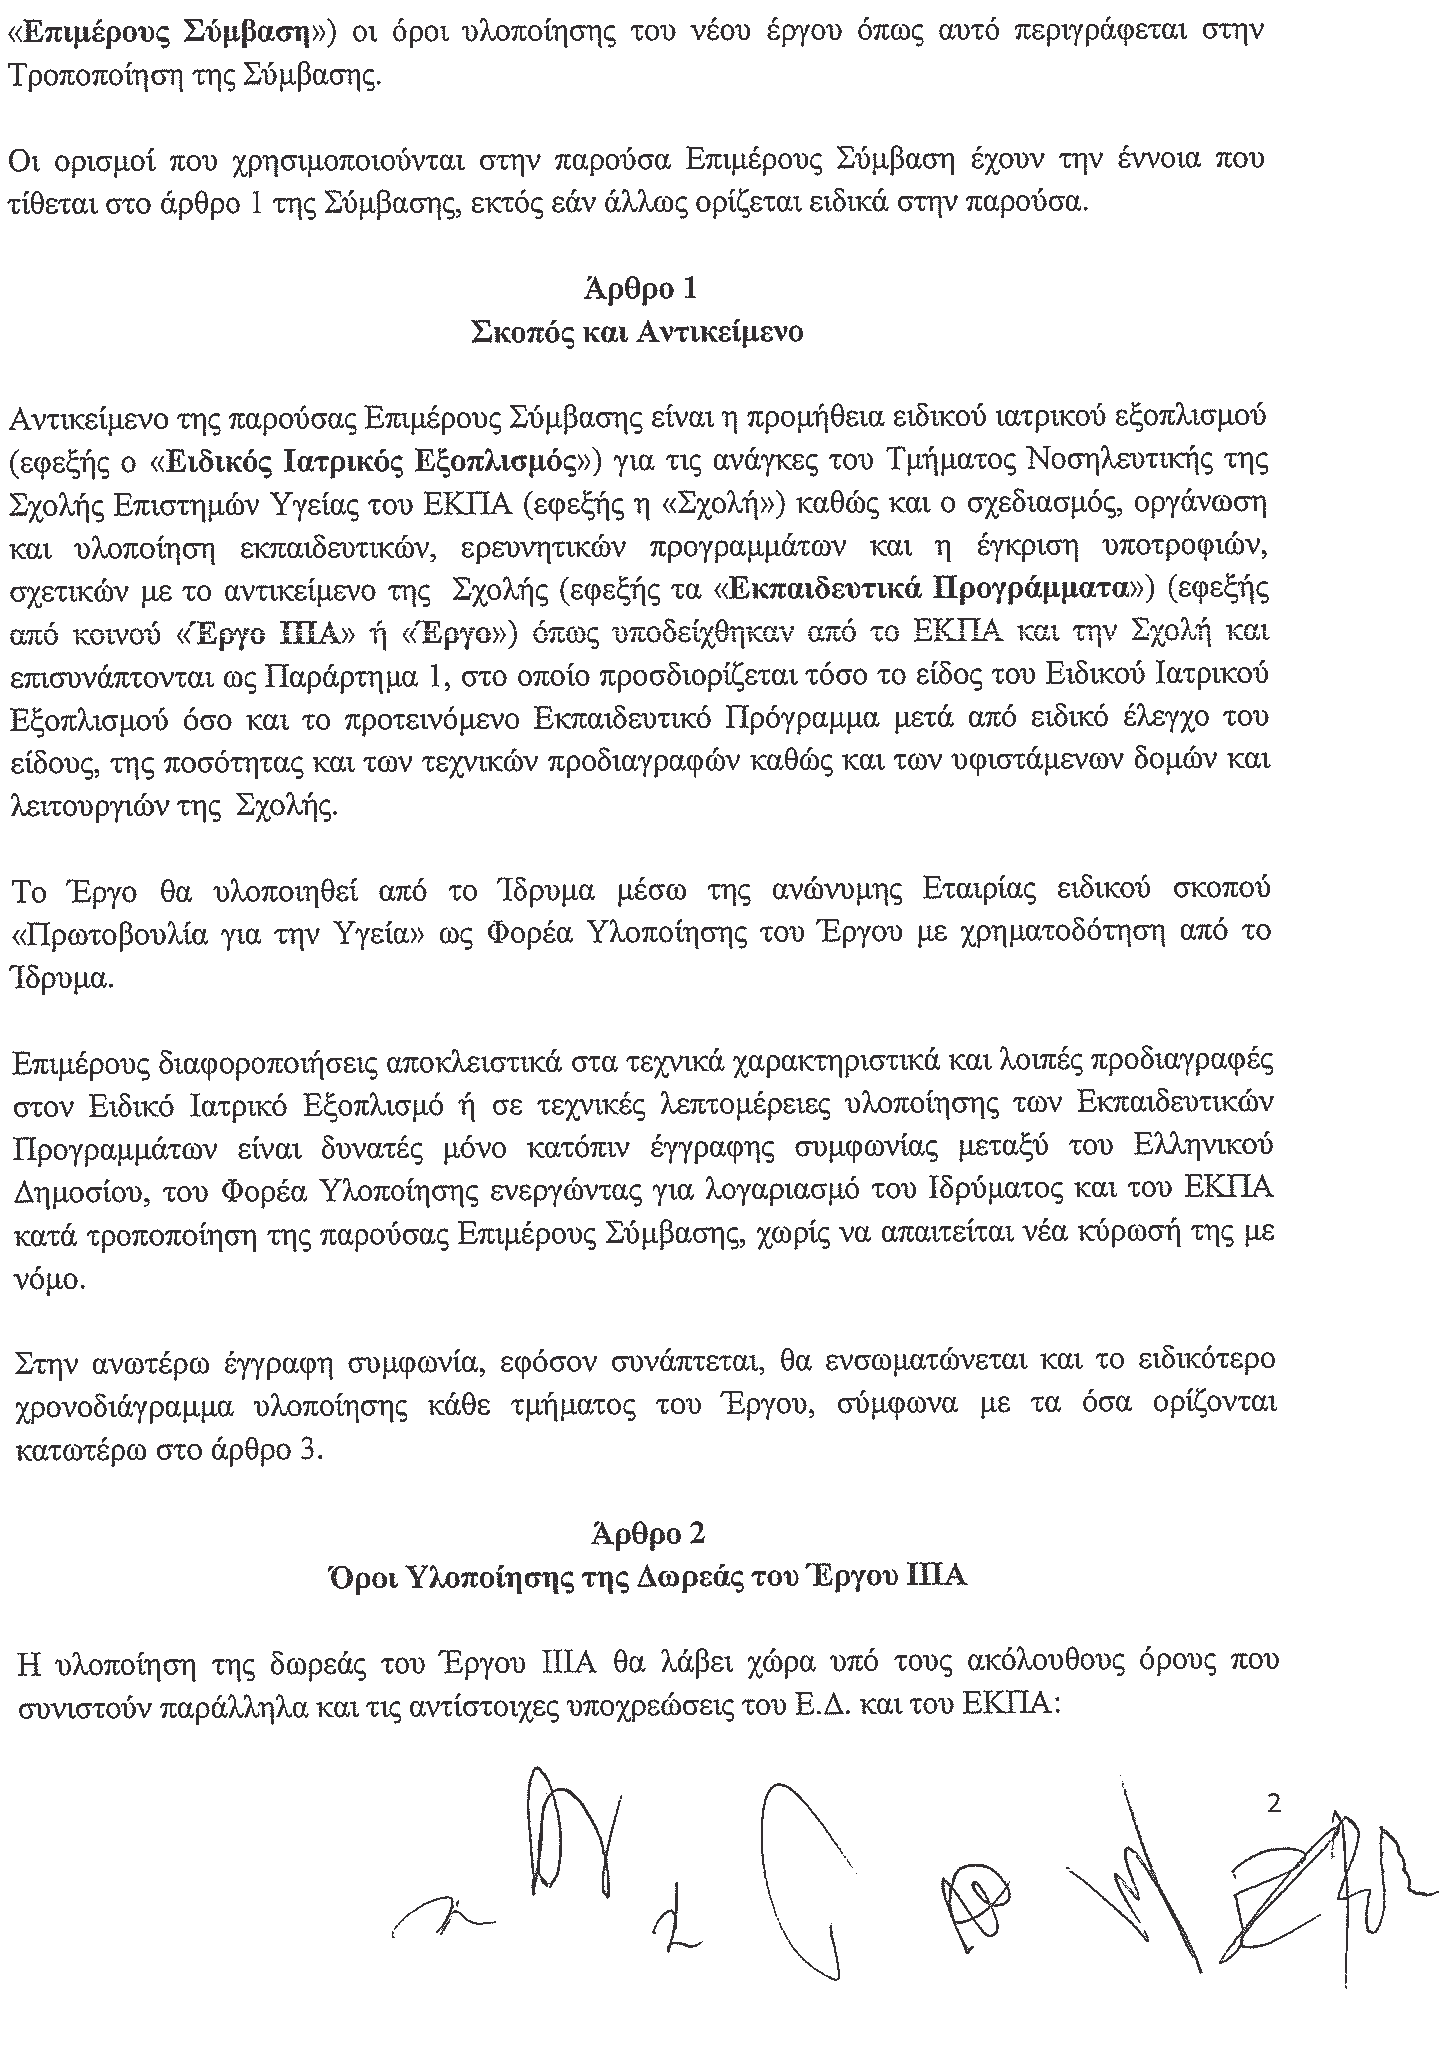 «Επιμέρους Σύμβαση») οι όροι υλοποίησης του νέου έργου όπως αυτό περιγράφεται στην
Τροποποίηση της Σύμβασης.
Οι ορισμοί που χρησιμοποιούνται στην παρούσα Επιμέρους Σύμβαση έχουν την έννοια που
τίθεται στο άρθρο 1 της Σύμβασης, εκτός εάν άλλως ορίζεται ειδικά στην παρούσα.
Άρθρο 1
Σκοπός και Αντικείμενο
Αντικείμενο της παρούσας Επιμέρους Σύμβασης είναι η προμήθεια ειδικού ιατρικού εξοπλισμού
(εφεξής ο «Ειδικός Ιατρικός Εξοπλισμός») για τις ανάγκες του Τμήματος Νοσηλευτικής της
Σχολής Επιστημών Υγείας του ΕΚΠΑ (εφεξής η «Σχολή») καθώς και ο σχεδιασμός, οργάνωση
και υλοποίηση εκπαιδευτικών, ερευνητικών προγραμμάτων και η έγκριση υποτροφιών,
σχετικών με το αντικείμενο της Σχολής (εφεξής τα «Εκπαιδευτικά Προγράμματα») (εφεξής
από κοινού «Έργο ΙΙΙΑ» ή «Έργο») όπως υποδείχθηκαν από το ΕΚΠΑ και την Σχολή και
επισυνάπτονται ως Παράρτημα 1, στο οποίο προσδιορίζεται τόσο το είδος του Ειδικού Ιατρικού
Εξοπλισμού όσο και το προτεινόμενο Εκπαιδευτικό Πρόγραμμα μετά από ειδικό έλεγχο του
είδους, της ποσότητας και των τεχνικών προδιαγραφών καθώς και των υφιστάμενων δομών και
λειτουργιών της Σχολής.
Το Έργο θα υλοποιηθεί από το Ίδρυμα μέσω της ανώνυμης Εταιρίας ειδικού σκοπού
«Πρωτοβουλία για την Υγεία» ως Φορέα Υλοποίησης του Έργου με χρηματοδότηση από το
Ίδρυμα.
Επιμέρους διαφοροποιήσεις αποκλειστικά στα τεχνικά χαρακτηριστικά και λοιπές προδιαγραφές
στον Ειδικό Ιατρικό Εξοπλισμό ή σε τεχνικές λεπτομέρειες υλοποίησης των Εκπαιδευτικών
Προγραμμάτων είναι δυνατές μόνο κατόπιν έγγραφης συμφωνίας μεταξύ του Ελληνικού
Δημοσίου, του Φορέα Υλοποίησης ενεργώντας για λογαριασμό του Ιδρύματος και του ΕΚΠΑ
κατά τροποποίηση της παρούσας Επιμέρους Σύμβασης, χωρίς να απαιτείται νέα κύρωσή της με
νόμο.
Στην ανωτέρω έγγραφη συμφωνία, εφόσον συνάπτεται, θα ενσωματώνεται και το ειδικότερο
χρονοδιάγραμμα υλοποίησης κάθε τμήματος του Έργου, σύμφωνα με τα όσα ορίζονται
κατωτέρω στο άρθρο 3.
Άρθρο 2
Όροι Υλοποίησης της Δωρεάς του Έργου ΙΙΙΑ
Η υλοποίηση της δωρεάς του Έργου ΙΙΙΑ θα λάβει χώρα υπό τους ακόλουθους όρους που
συνιστούν παράλληλα και τις αντίστοιχες υποχρεώσεις του Ε.Δ. και του ΕΚΠΑ:
2